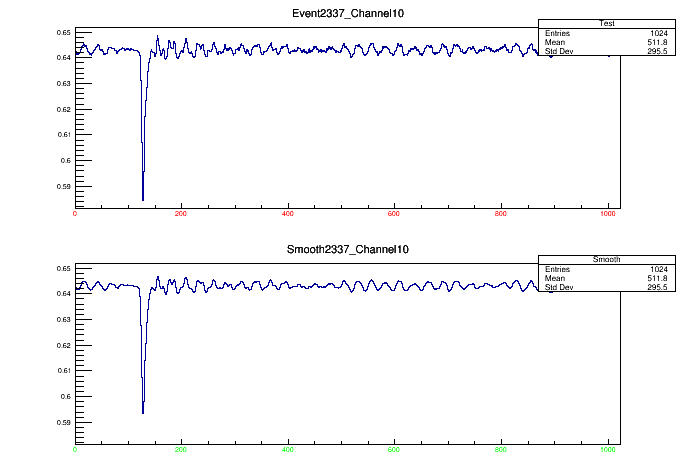 Event2337_Channel10
Test
Entries 1024
Mean 511.8
Std Dev 295.5
0.65
0.64
0.63
0.62
0.61
0.6
0.59
0 200 400 600 800 1000
Smooth2337_Channel10
Smooth
Entries 1024
Mean 511.8
Std Dev 295.5
0.65
0.64
0.63
0.62
0.61
0.6
0.59
0 200 400 600 800 1000